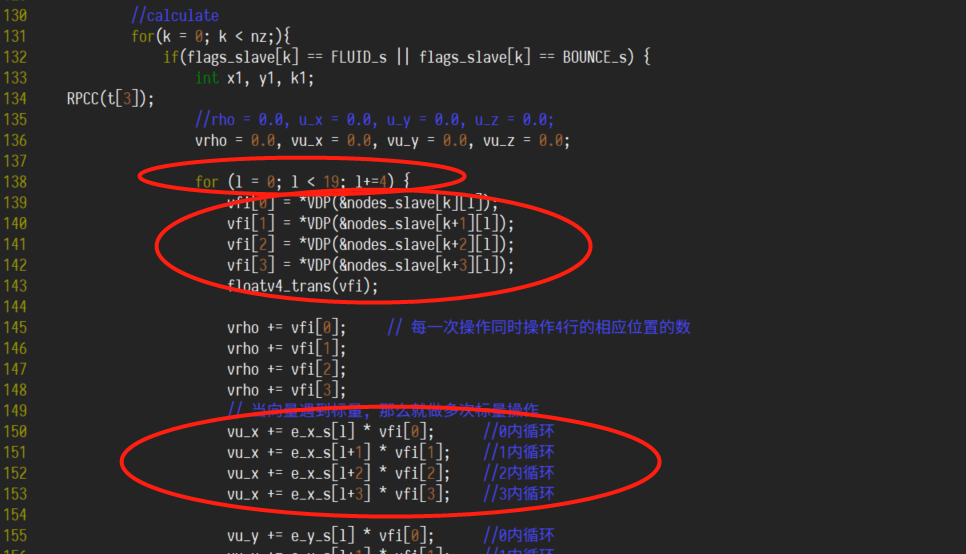 130 //calculate
131 for(k = 0; k < nz;){
132 if(flags_slave[k] == FLUID_s || flags_slave[k] == BOUNCE_s) {
133 int x1, y1, k1;
134 RPCC(t[3]);
135 //rho = 0.0, u_x = 0.0, u_y = 0.0, u_z = 0.0;
136 vrho = 0.0, vu_x = 0.0, vu_y = 0.0, vu_z = 0.0;
137
138 for (l = 0; l < 19; l+=4) {
139 vfi[0] = *VDP(&nodes_slave[k][l]);
140 vfi[1] = *VDP(&nodes_slave[k+1][l]);
141 vfi[2] = *VDP(&nodes_slave[k+2][l]);
142 vfi[3] = *VDP(&nodes_slave[k+3][l]);
143 floatv4_trans(vfi);
144
145 vrho += vfi[0]; // 每一次操作同时操作4行的相应位置的数
146 vrho += vfi[1];
147 vrho += vfi[2];
148 vrho += vfi[3];
149 // 当向量遇到标量，那么就做多次标量操作
150 vu_x += e_x_s[l] * vfi[0]; //0内循环
151 vu_x += e_x_s[l+1] * vfi[1]; //1内循环
152 vu_x += e_x_s[l+2] * vfi[2]; //2内循环
153 vu_x += e_x_s[l+3] * vfi[3]; //3内循环
154
155 vu_y += e_y_s[l] * vfi[0]; //0内循环